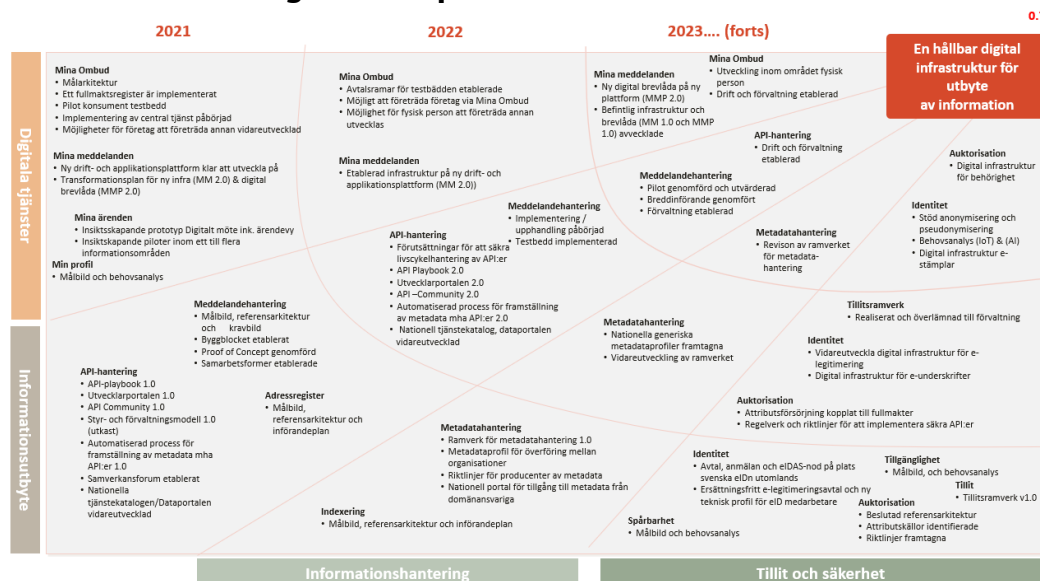 2021
2022
2023.... (forts)
En hållbar digital
infrastruktur för
utbyte
av information
Digitala tjänster
Informationsutbyte
Mina Ombud
• Målarkitektur
• Ett fullmaktsregister är implementerat
• Pilot konsument testbedd
• Implementering av central tjänst påbörjad
• Möjligheter för företag att företräda annan vidareutvecklad
Mina meddelanden
• Ny drift- och applikationsplattform klar att utveckla på
• Transformationsplan för ny infra (MM 2.0) & digital
brevlåda (MMP 2.0)
Mina ärenden
• Insiktsskapande prototyp Digitalt möte ink. ärendevy
• Insiktskapande piloter inom ett till flera
informationsområden
Min profil
• Målbild och behovsanalys
Meddelandehantering
• Målbild, referensarkitektur
och kravbild
• Byggblocket etablerat
• Proof of Concept genomförd
• Samarbetsformer etablerade
API-hantering
• API-playbook 1.0
• Utvecklarportalen 1.0
• API Community 1.0
• Styr- och förvaltningsmodell 1.0
(utkast)
• Automatiserad process för
framställning av metadata mha
API:er 1.0
• Samverkansforum etablerat
• Nationella
tjänstekatalogen/Dataportalen
vidareutvecklad
Adressregister
• Målbild,
referensarkitektur och
införandeplan
Mina Ombud
• Avtalsramar för testbädden etablerade
• Möjligt att företräda företag via Mina Ombud
• Möjlighet för fysisk person att företräda annan
utvecklas
Mina meddelanden
• Etablerad infrastruktur på ny drift- och
applikationsplattform (MM 2.0))
Meddelandehantering
• Implementering /
upphandling påbörjad
• Testbedd implementerad
API-hantering
• Förutsättningar för att säkra
livscykelhantering av API:er
• API Playbook 2.0
• Utvecklarportalen 2.0
• API –Community 2.0
• Automatiserad process för framställning
av metadata mha API:er 2.0
• Nationell tjänstekatalog, dataportalen
vidareutvecklad
Metadatahantering
• Ramverk för metadatahantering 1.0
• Metadataprofil för överföring mellan
organisationer
• Riktlinjer för producenter av metadata
• Nationell portal för tillgång till metadata från
domänansvariga
Indexering
• Målbild, referensarkitektur och införandeplan
Mina meddelanden
• Ny digital brevlåda på ny
plattform (MMP 2.0)
• Befintlig infrastruktur och
brevlåda (MM 1.0 och MMP
1.0) avvecklade
Mina Ombud
• Utveckling inom området fysisk
person
• Drift och förvaltning etablerad
API-hantering
• Drift och förvaltning
etablerad
Meddelandehantering
• Pilot genomförd och utvärderad
• Breddinförande genomfört
• Förvaltning etablerad
Metadatahantering
• Revison av ramverket
för metadata-
hantering
Auktorisation
• Digital infrastruktur
för behörighet
Identitet
• Stöd anonymisering och
pseudonymisering
• Behovsanalys (IoT) & (AI)
• Digital infrastruktur e-
stämplar
Metadatahantering
• Nationella generiska
metadataprofiler framtagna
• Vidareutveckling av ramverket
Tillitsramverk
• Realiserat och överlämnad till förvaltning
Identitet
• Vidareutveckla digital infrastruktur för e-
legitimering
• Digital infrastruktur för e-underskrifter
Auktorisation
• Attributsförsörjning kopplat till fullmakter
• Regelverk och riktlinjer för att implementera säkra API:er
Identitet
• Avtal, anmälan och eIDAS-nod på plats
svenska eIDn utomlands
• Ersättningsfritt e-legitimeringsavtal och ny
teknisk profil för eID medarbetare
Tillgänglighet
• Målbild, och behovsanalys
Tillit
• Tillitsramverk v1.0
Auktorisation
• Beslutad referensarkitektur
• Attributskällor identifierade
• Riktlinjer framtagna
Spårbarhet
• Målbild och behovsanalys
Informationshantering
Tillit och säkerhet